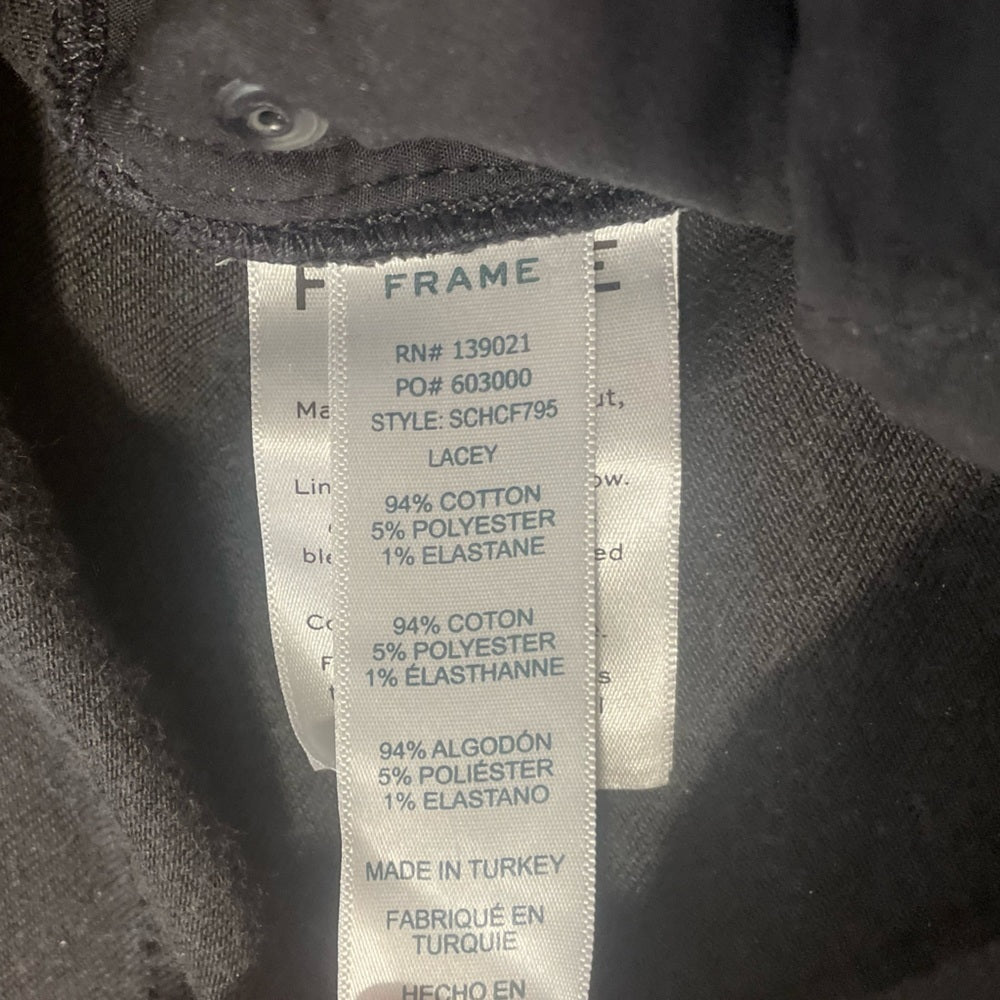 FRAME
RN# 139021
PO# 603000
STYLE: SCHCF795
LACEY
94% COTTON
5% POLYESTER
1% ELASTANE
94% COTON
5% POLYESTER
1% ÉLASTHANNE
94% ALGODÓN
5% POLIÉSTER
1% ELASTANO
MADE IN TURKEY
FABRIQUÉ EN
TURQUIE
HECHO EN